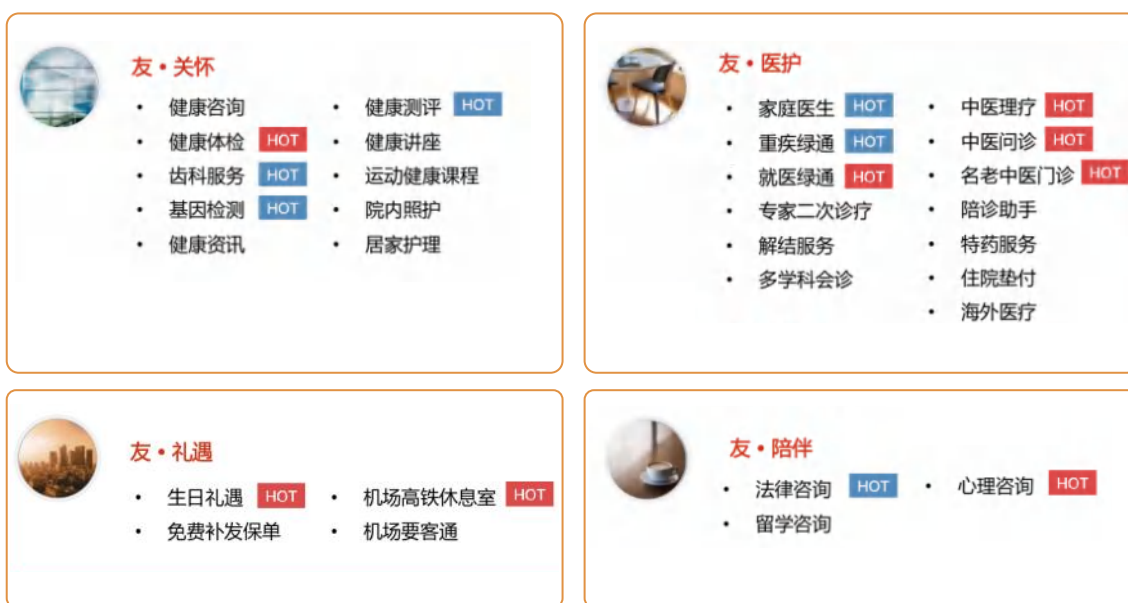 友·关怀
• 健康咨询 • 健康测评 HOT
• 健康体检 HOT • 健康讲座
• 齿科服务 HOT • 运动健康课程
• 基因检测 HOT • 院内照护
• 健康资讯 • 居家护理
友·医护
• 家庭医生 HOT • 中医理疗 HOT
• 重疾绿通 HOT • 中医问诊 HOT
• 就医绿通 HOT • 名老中医门诊 HOT
• 专家二次诊疗 • 陪诊助手
• 解结服务 • 特药服务
• 多学科会诊 • 住院垫付
• 海外医疗
友·礼遇
• 生日礼遇 HOT • 机场高铁休息室 HOT
• 免费补发保单 • 机场要客通
友·陪伴
• 法律咨询 HOT • 心理咨询 HOT
• 留学咨询